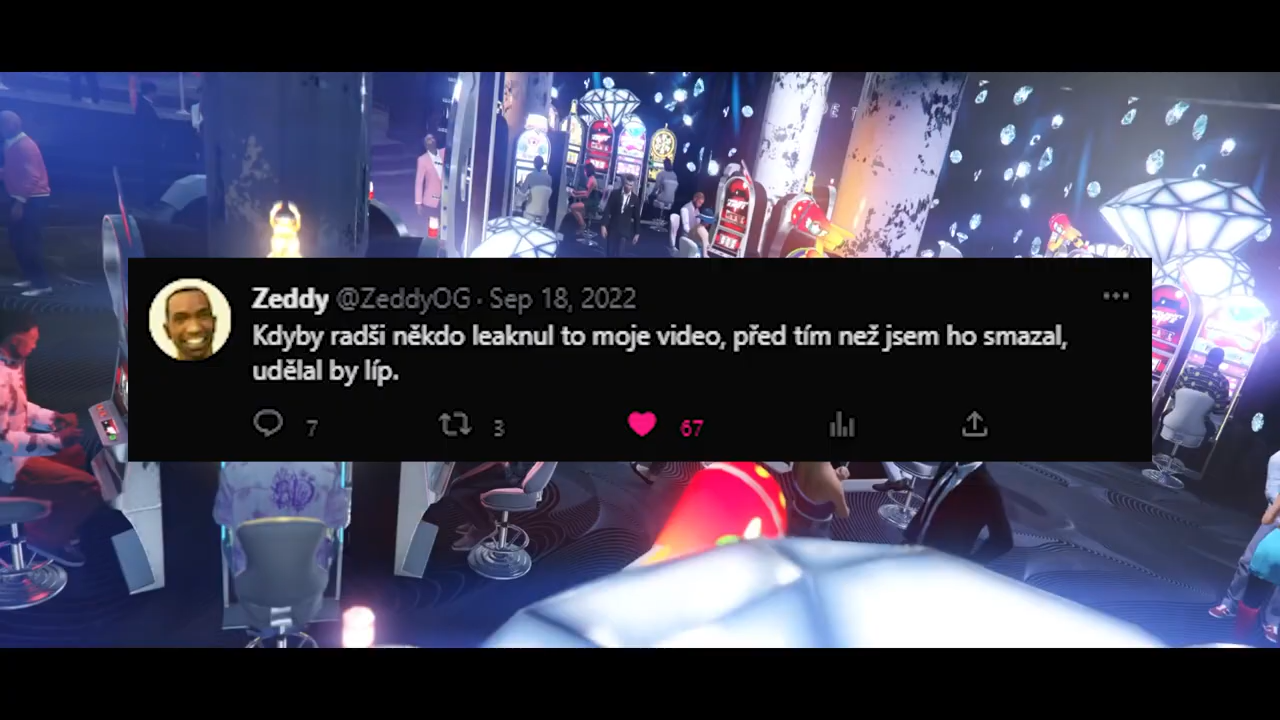 Zeddy @ZeddyOG · Sep 18, 2022
Kdyby radši někdo leaknul to moje video, před tím než jsem ho smazal,
udělal by líp.
7 3 67